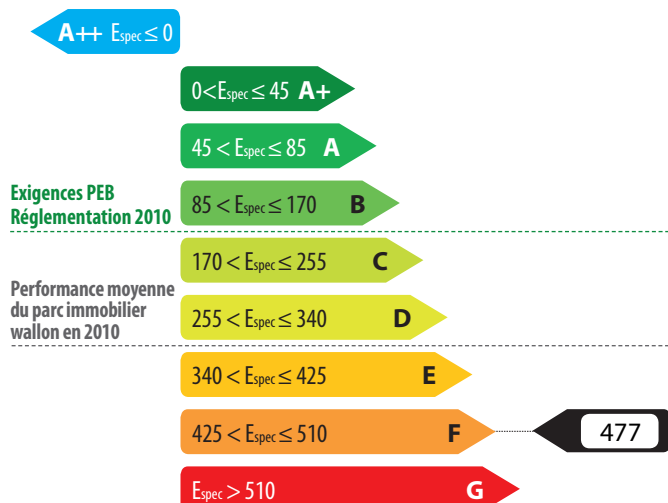 A++ Espec ≤ 0
0<Espec ≤ 45 A+
45 < Espec ≤ 85 A
Exigences PEB
Réglementation 2010
85 < Espec ≤ 170 B
170 < Espec ≤ 255 C
Performance moyenne
du parc immobilier
wallon en 2010
255 < Espec ≤ 340 D
340 < Espec ≤ 425 E
425 < Espec ≤ 510 F
477
Espec > 510 G